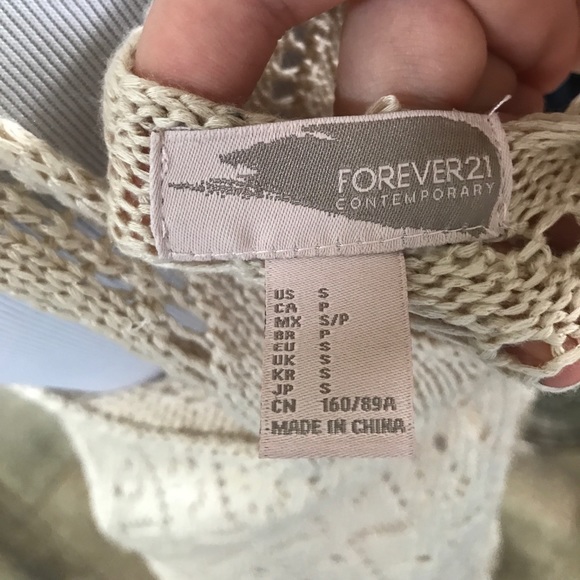 FOREVER21
CONTEMPORARY
US S
CA P
MX S/P
BR P
EU S
UK S
KR S
JP S
CN 160/89A
MADE IN CHINA